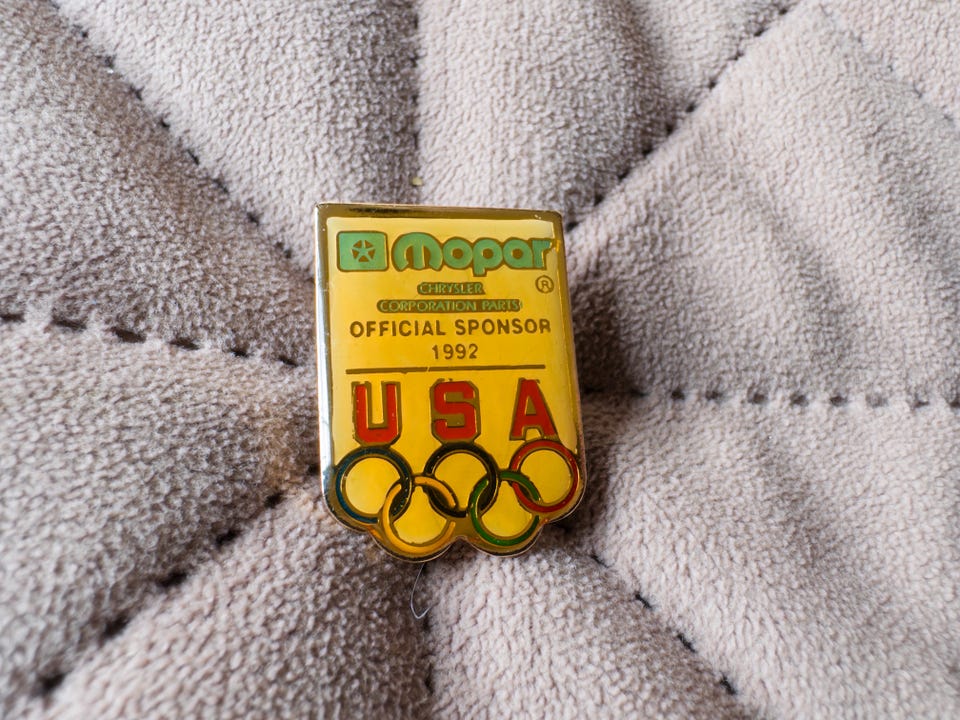 mopar
CHRYSLER ®
CORPORATION PARTS
OFFICIAL SPONSOR
1992
USA